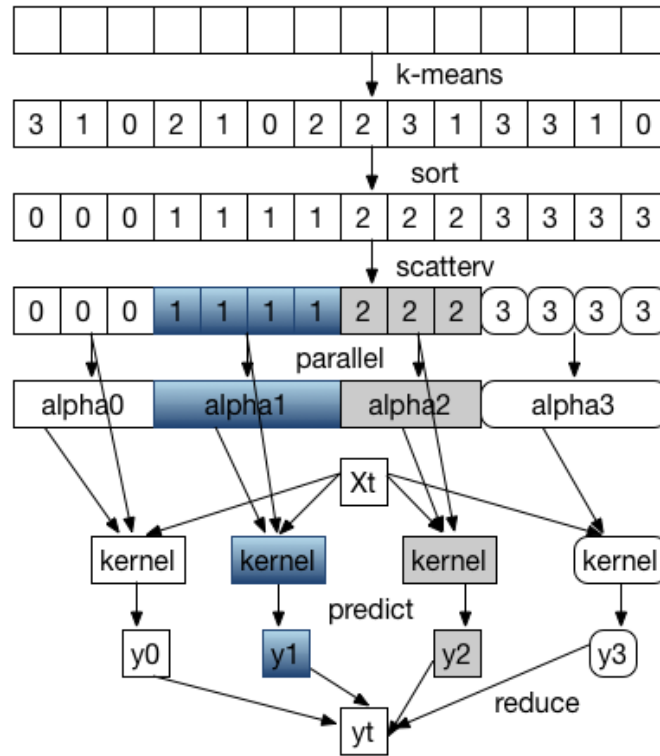 k-means
3 1 0 2 1 0 2 2 3 1 3 3 1 0
sort
0 0 0 1 1 1 1 2 2 2 3 3 3 3
scatterv
0 0 0 1 1 1 1 2 2 2 3 3 3 3
parallel
alpha0 alpha1 alpha2 alpha3
Xt
kernel kernel kernel kernel
predict
y0 y1 y2 y3
reduce
yt